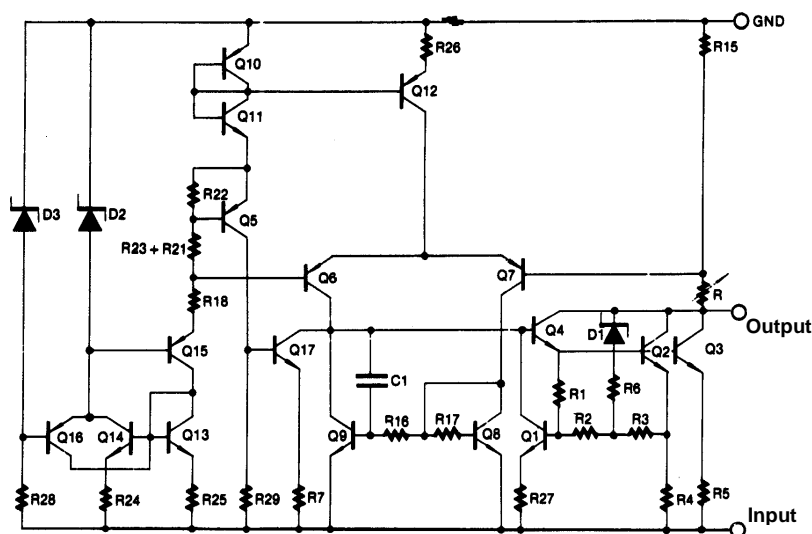 GND
R26
R15
Q10
Q12
Q11
R22
D3
D2
Q5
R23 + R21
Q6
Q7
R
R18
Output
Q4
D1
Q2
Q3
Q15
Q17
C1
R1
R6
R16
R17
R2
R3
Q16
Q14
Q13
Q9
Q8
Q1
R28
R24
R25
R29
R7
R27
R4
R5
Input